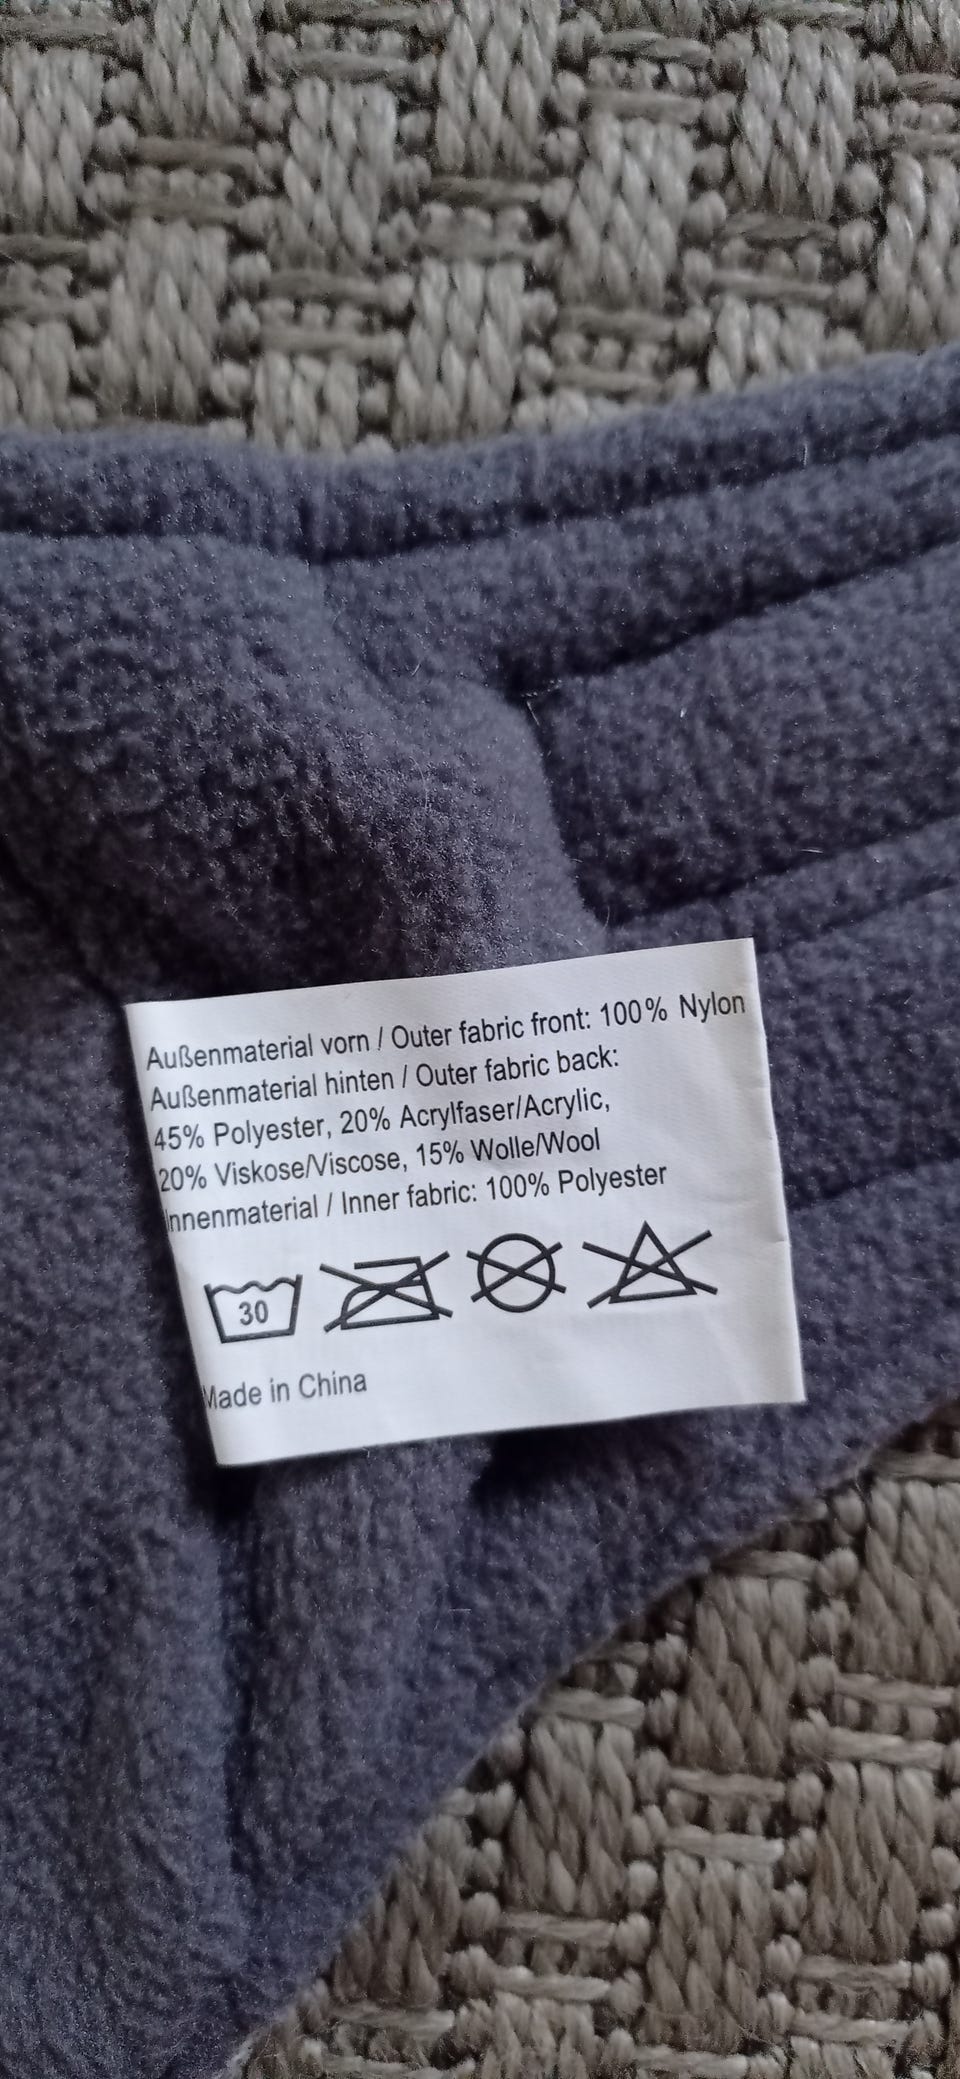 Außenmaterial vorn / Outer fabric front: 100% Nylon
Außenmaterial hinten / Outer fabric back:
45% Polyester, 20% Acrylfaser/Acrylic,
20% Viskose/Viscose, 15% Wolle/Wool
Innenmaterial / Inner fabric: 100% Polyester
30
Made in China